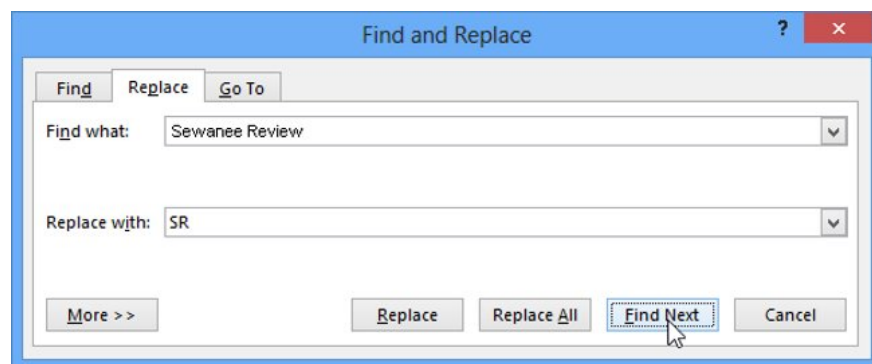 Find and Replace ? ×
Find Replace Go To
Find what: Sewanee Review
Replace with: SR
More >> Replace Replace All Find Next Cancel